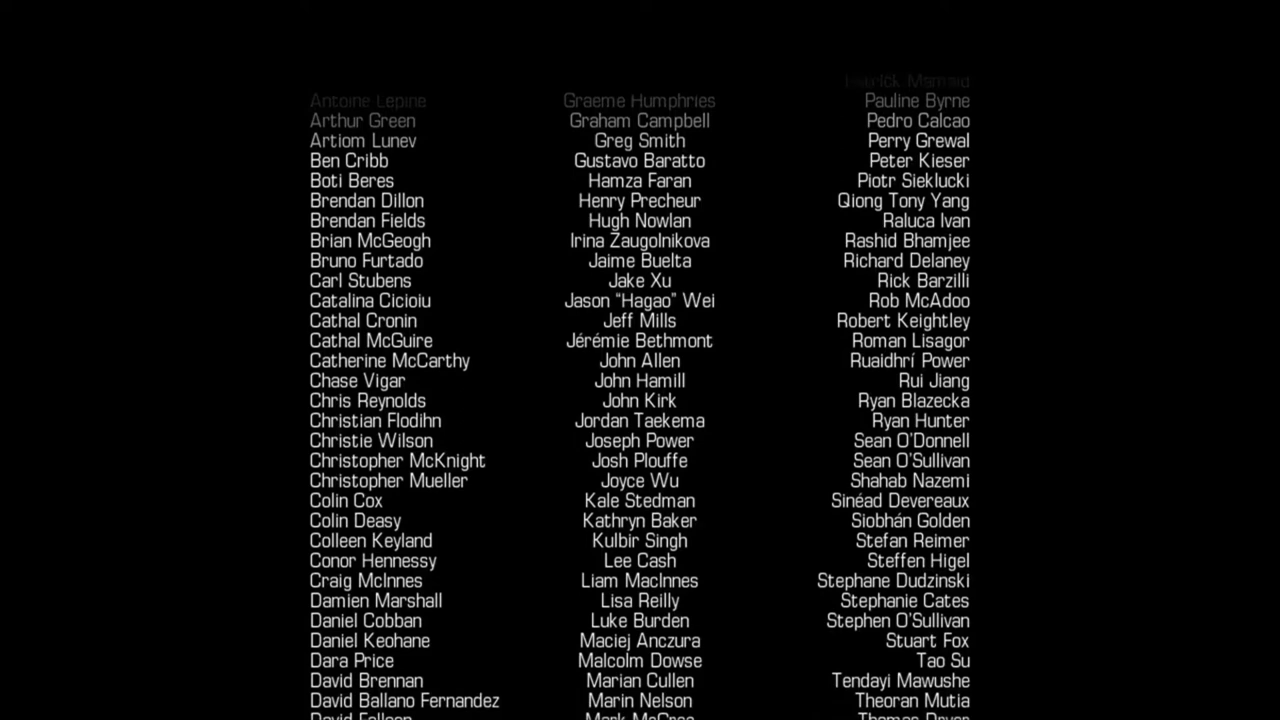 Antoine Lepine
Arthur Green
Artiom Lunev
Ben Cribb
Boti Beres
Brendan Dillon
Brendan Fields
Brian McGeogh
Bruno Furtado
Carl Stubens
Catalina Cicioiu
Cathal Cronin
Cathal McGuire
Catherine McCarthy
Chase Vigar
Chris Reynolds
Christian Flodihn
Christie Wilson
Christopher McKnight
Christopher Mueller
Colin Cox
Colin Deasy
Colleen Keyland
Conor Hennessy
Craig McInnes
Damien Marshall
Daniel Cobban
Daniel Keohane
Dara Price
David Brennan
David Ballano Fernandez
Graeme Humphries
Graham Campbell
Greg Smith
Gustavo Baratto
Hamza Faran
Henry Precheur
Hugh Nowlan
Irina Zaugolnikova
Jaime Buelta
Jake Xu
Jason “Hagao” Wei
Jeff Mills
Jérémie Bethmont
John Allen
John Hamill
John Kirk
Jordan Taekema
Joseph Power
Josh Plouffe
Joyce Wu
Kale Stedman
Kathryn Baker
Kulbir Singh
Lee Cash
Liam MacInnes
Lisa Reilly
Luke Burden
Maciej Anczura
Malcolm Dowse
Marian Cullen
Marin Nelson
Pauline Byrne
Pedro Calcao
Perry Grewal
Peter Kieser
Piotr Sieklucki
Qiong Tony Yang
Raluca Ivan
Rashid Bhamjee
Richard Delaney
Rick Barzilli
Rob McAdoo
Robert Keightley
Roman Lisagor
Ruaidhrí Power
Rui Jiang
Ryan Blazecka
Ryan Hunter
Sean O'Donnell
Sean O'Sullivan
Shahab Nazemi
Sinéad Devereaux
Siobhán Golden
Stefan Reimer
Steffen Higel
Stephane Dudzinski
Stephanie Cates
Stephen O'Sullivan
Stuart Fox
Tao Su
Tendayi Mawushe
Theoran Mutia